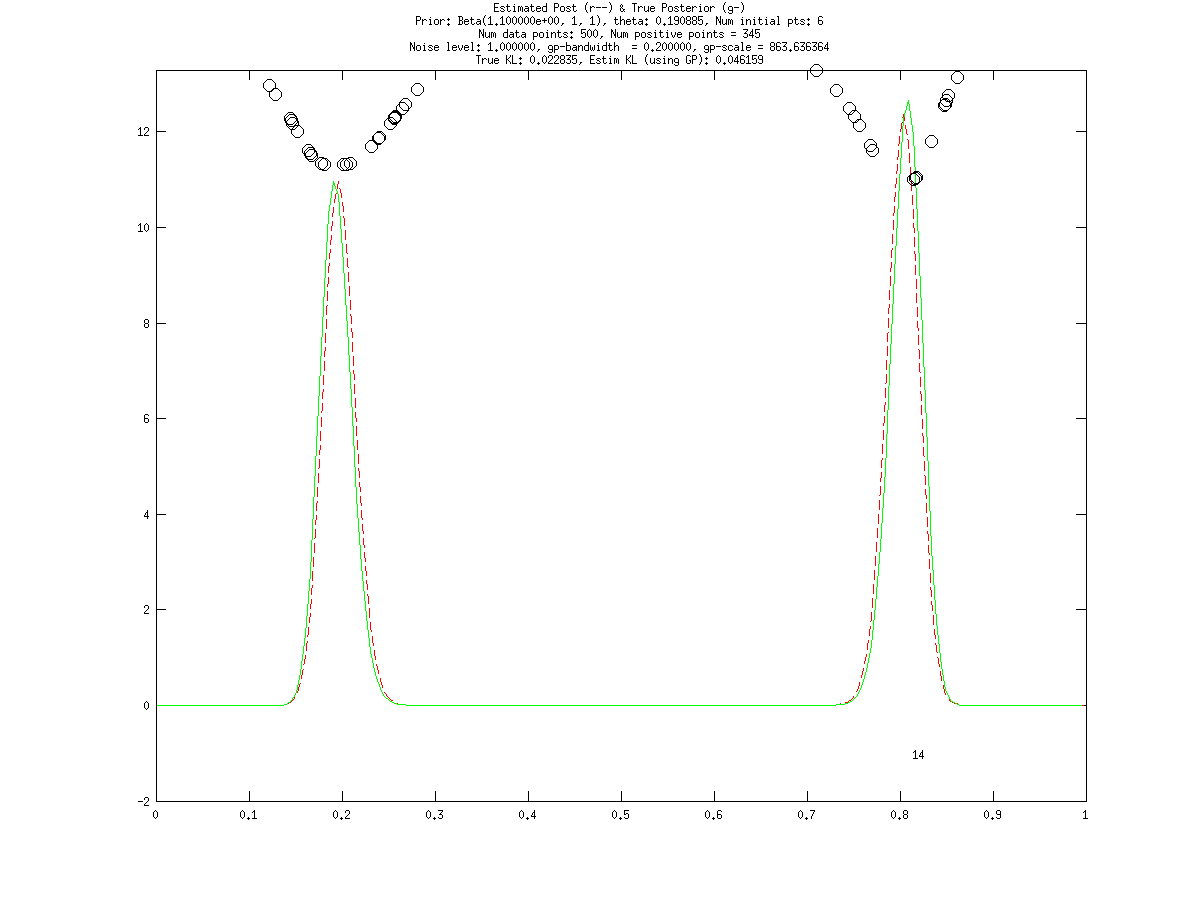 Estimated Post (r--) & True Posterior (g-)
Prior: Beta(1.100000e+00, 1, 1), theta: 0.190885, Num initial pts: 6
Num data points: 500, Num positive points = 345
Noise level: 1.000000, gp-bandwidth  = 0.200000, gp-scale = 863.636364
True KL: 0.022835, Estim KL (using GP): 0.046159
12
10
8
6
4
2
0
14
-2
0 0.1 0.2 0.3 0.4 0.5 0.6 0.7 0.8 0.9 1